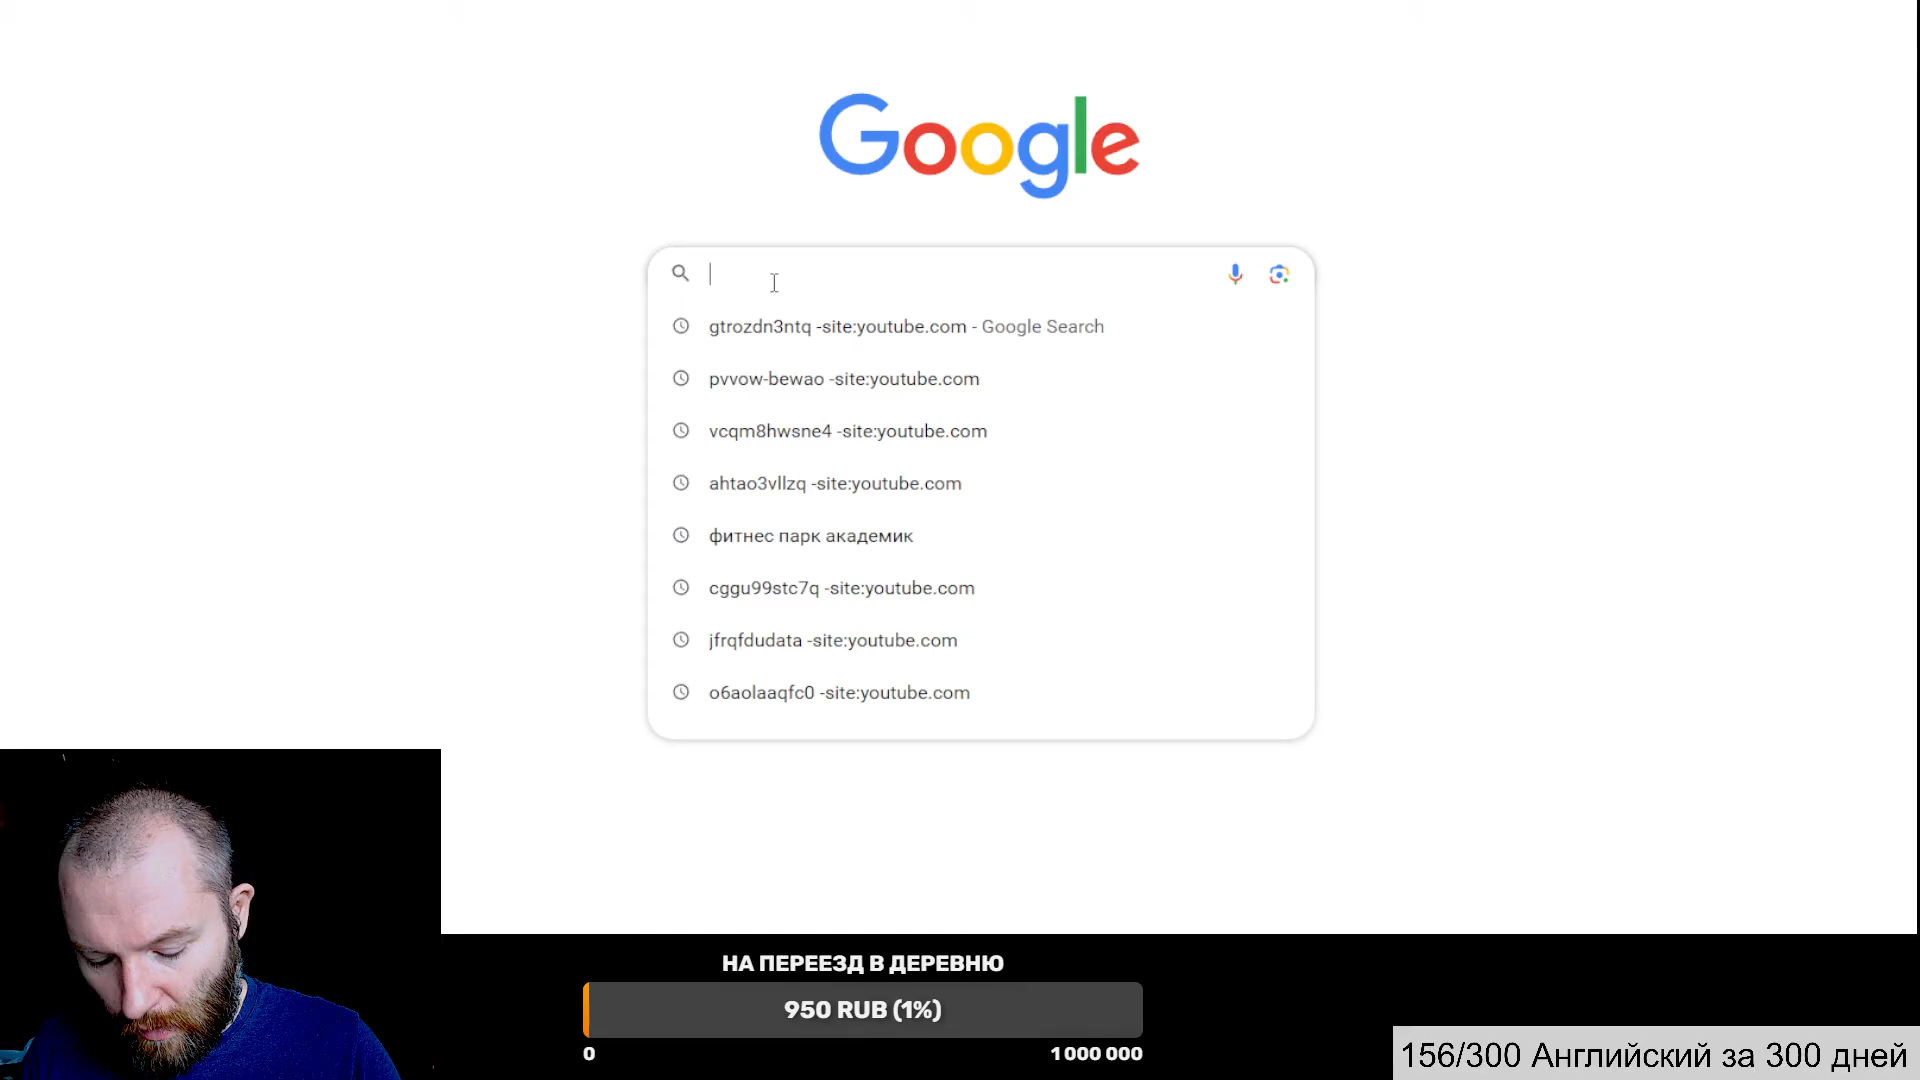 Google
gtrozdn3ntq -site:youtube.com - Google Search
pvvow-bewao -site:youtube.com
vcqm8hwsne4 -site:youtube.com
ahtao3vllzq -site:youtube.com
фитнес парк академик
cggu99stc7q -site:youtube.com
jfrqfdudata -site:youtube.com
o6aolaaqfc0 -site:youtube.com
НА ПЕРЕЕЗД В ДЕРЕВНЮ
950 RUB (1%)
0 1 000 000
156/300 Английский за 300 дней